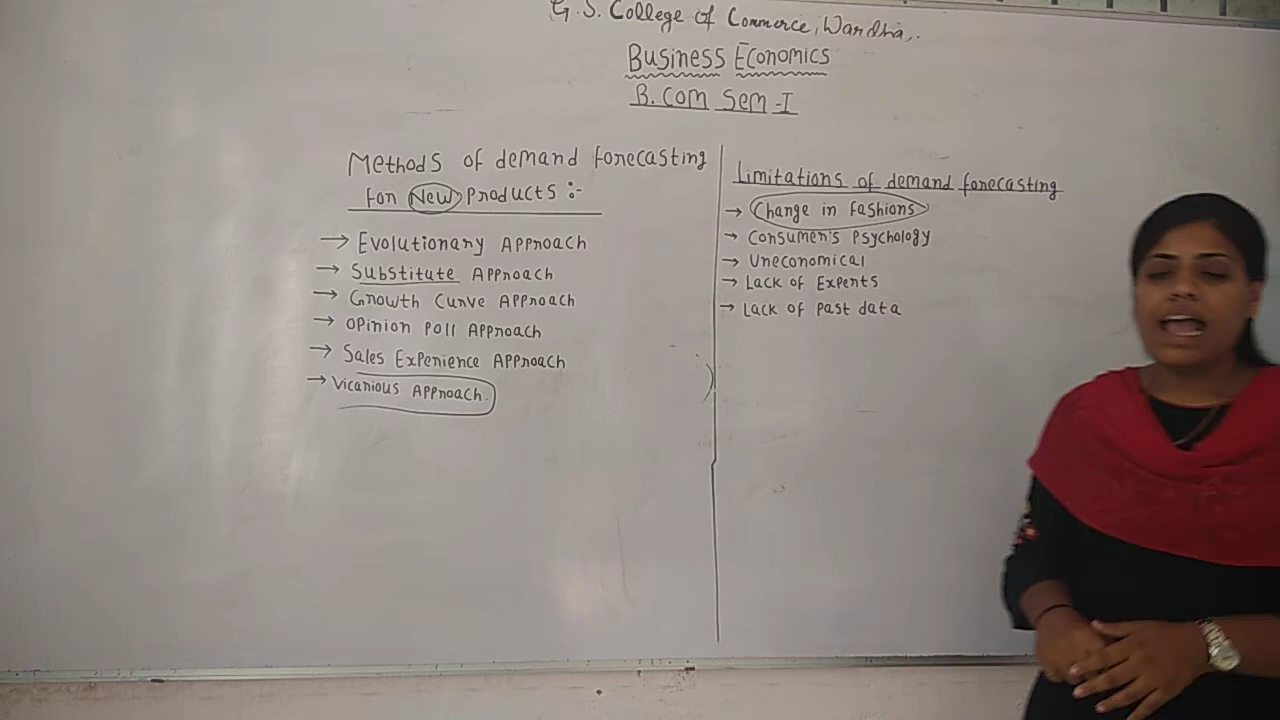 G. S. College of Commerce, Wardha,.
Business Economics
B. COM Sem-I
Methods of demand forecasting
for New Products :-
→ Evolutionary Approach
→ Substitute Approach
→ Growth Curve Approach
→ Opinion Poll Approach
→ Sales Experience Approach
→ Vicarious Approach.
Limitations of demand forecasting
→ Change in Fashions
→ Consumer's Psychology
→ Uneconomical
→ Lack of Experts
→ Lack of Past data